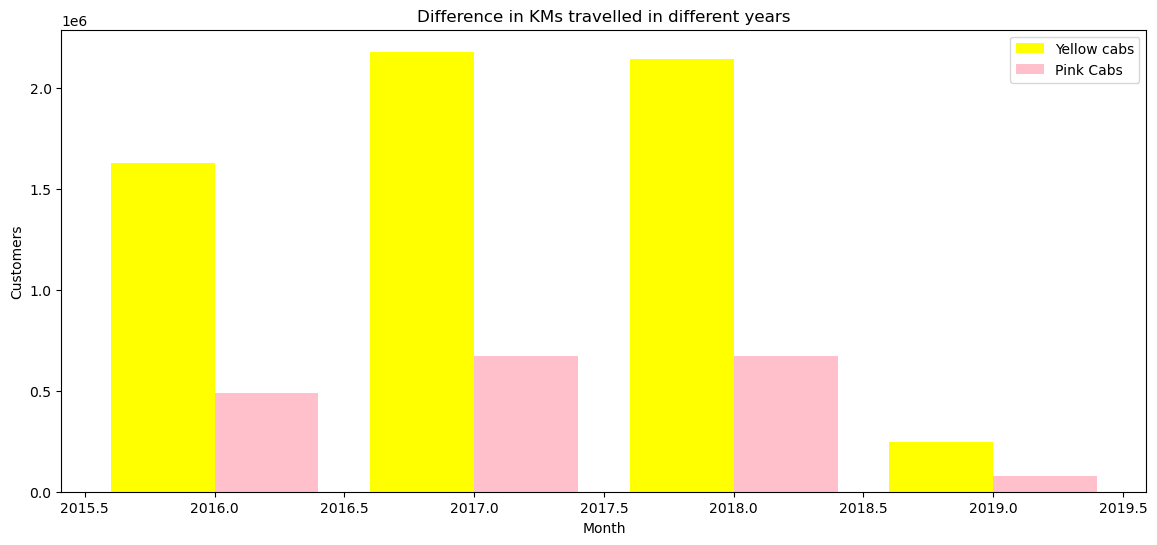 Difference in KMs travelled in different years
1e6
Yellow cabs
Pink Cabs
2.0
1.5
1.0
0.5
0.0
Customers
2015.5 2016.0 2016.5 2017.0 2017.5 2018.0 2018.5 2019.0 2019.5
Month